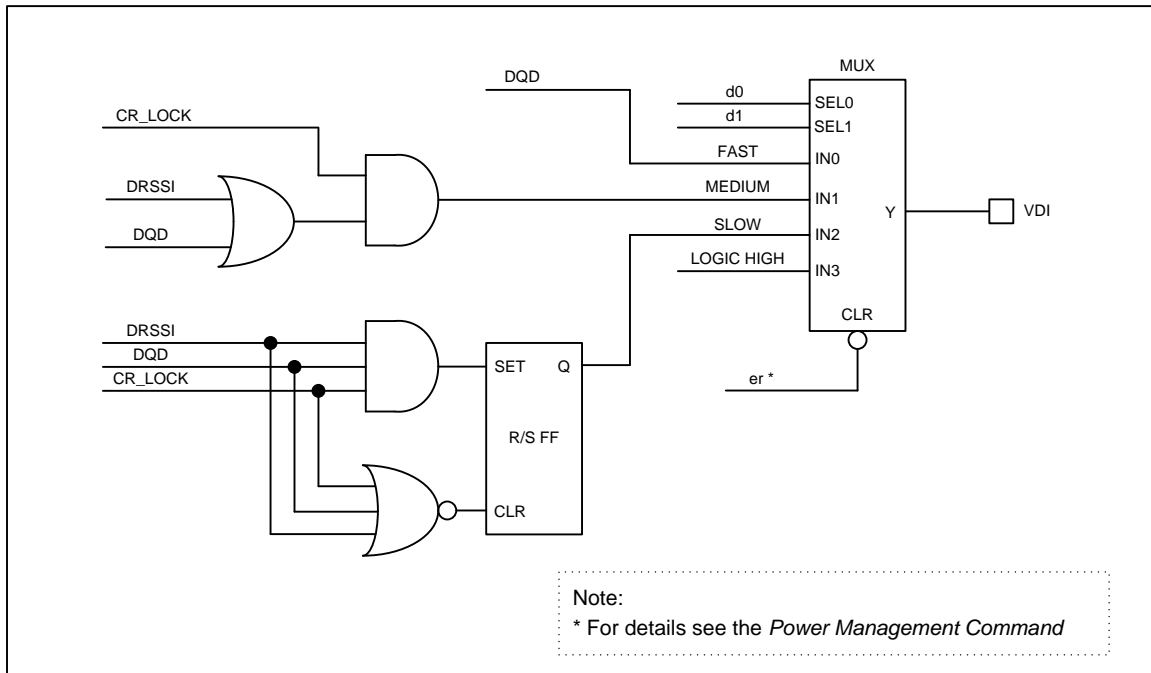 MUX
DQD
d0
SEL0
CR_LOCK
d1
SEL1
FAST
IN0
DRSSI
MEDIUM
IN1
Y
VDI
DQD
SLOW
IN2
LOGIC HIGH
IN3
CLR
DRSSI
DQD
SET
Q
CR_LOCK
er *
R/S FF
CLR
Note:
* For details see the Power Management Command